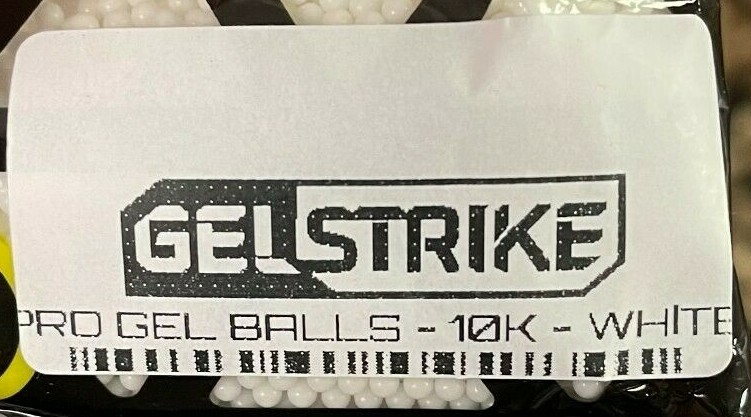 GELSTRIKE
PRO GEL BALLS - 10K - WHITE